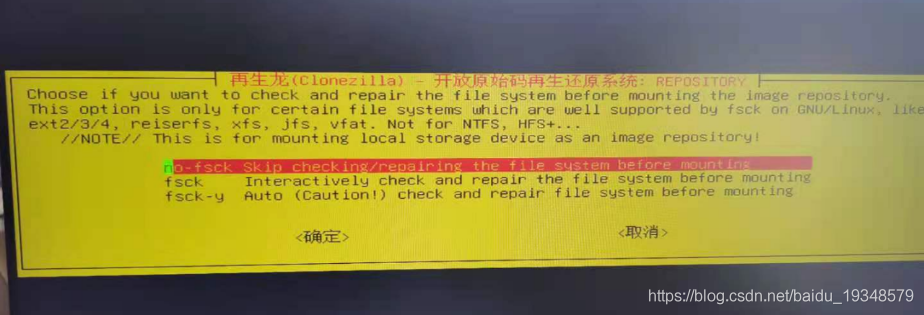 再生龙(Clonezilla) - 开放原始码再生还原系统: REPOSITORY
Choose if you want to check and repair the file system before mounting the image repository.
This option is only for certain file systems which are well supported by fsck on GNU/Linux, like
ext2/3/4, reiserfs, xfs, jfs, vfat. Not for NTFS, HFS+...
//NOTE// This is for mounting local storage device as an image repository!
no-fsck Skip checking/repairing the file system before mounting
fsck Interactively check and repair the file system before mounting
fsck-y Auto (Caution!) check and repair file system before mounting
<确定> <取消>
https://blog.csdn.net/baidu_19348579